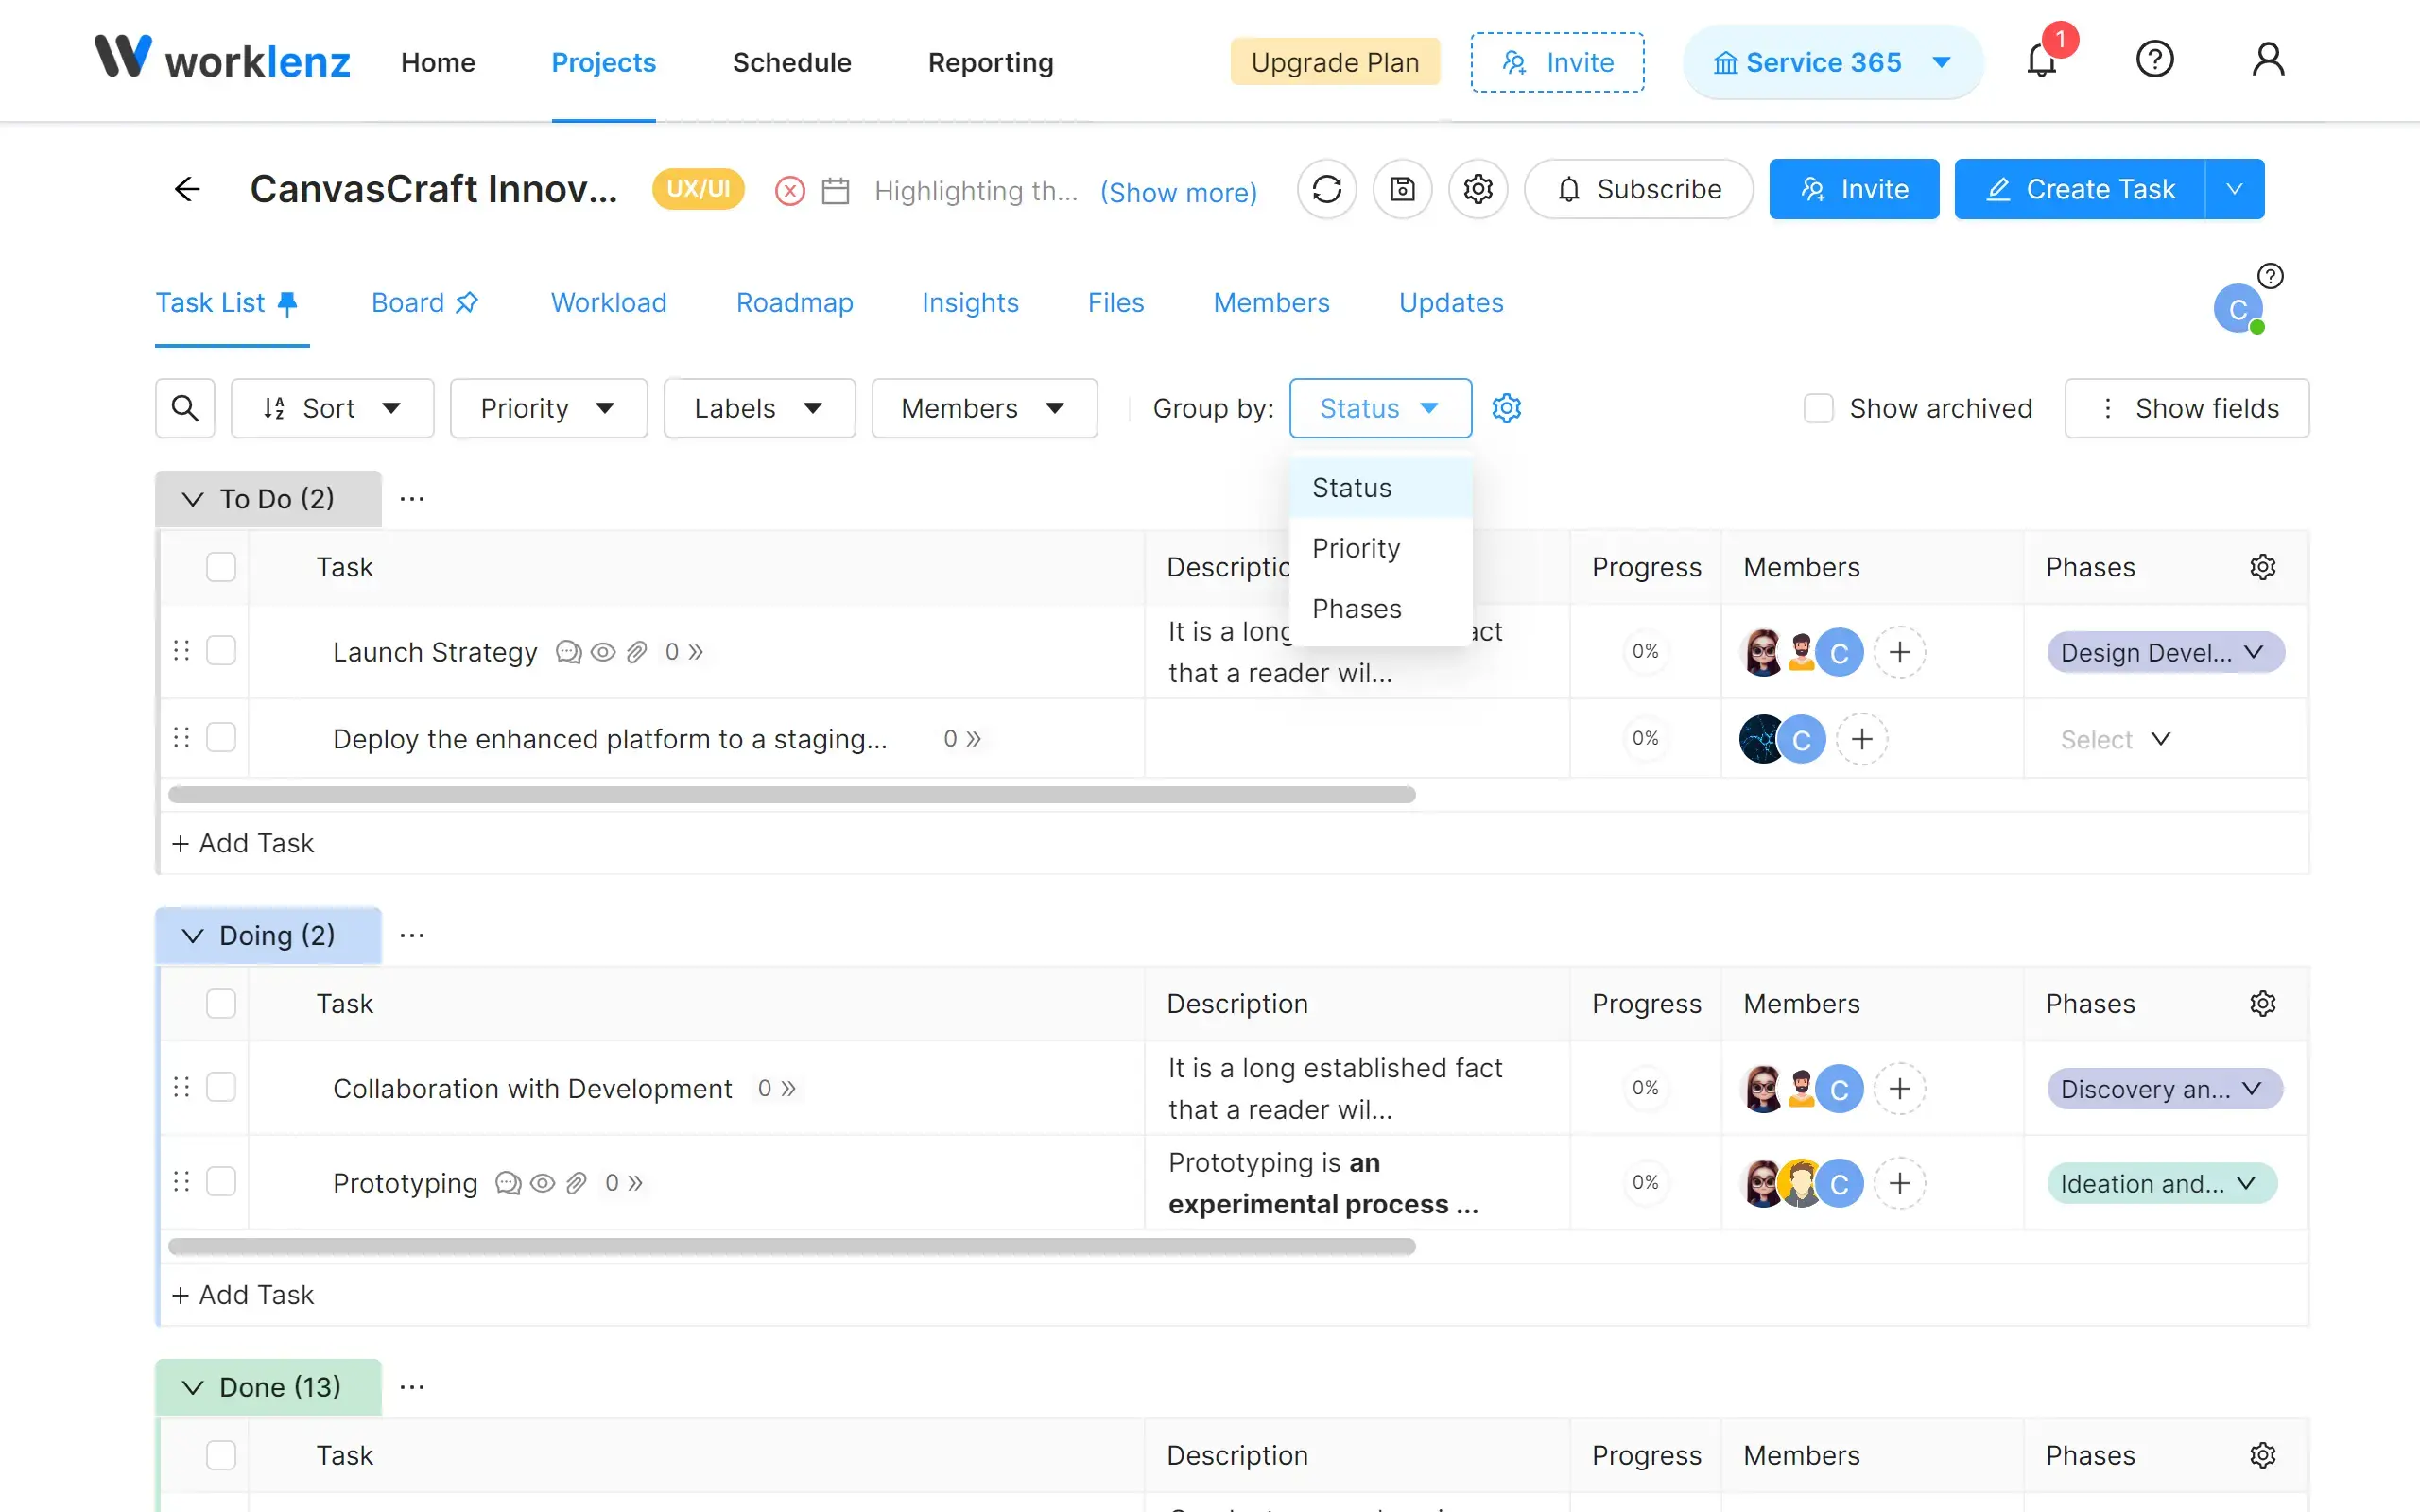 worklenz Home Projects Schedule Reporting Upgrade Plan Invite Service 365 1
CanvasCraft Innov... UX/UI Highlighting th... (Show more) Subscribe Invite Create Task
Task List Board Workload Roadmap Insights Files Members Updates C
Sort Priority Labels Members Group by: Status Show archived Show fields
Status
Priority
Phases
To Do (2) ...
Task Descriptio Progress Members Phases
Launch Strategy 0 » It is a long act 0% C + Design Devel...
that a reader wil...
Deploy the enhanced platform to a staging... 0 » 0% C + Select
+ Add Task
Doing (2) ...
Task Description Progress Members Phases
Collaboration with Development 0 » It is a long established fact 0% C + Discovery an...
that a reader wil...
Prototyping 0 » Prototyping is an 0% C + Ideation and...
experimental process ...
+ Add Task
Done (13) ...
Task Description Progress Members Phases